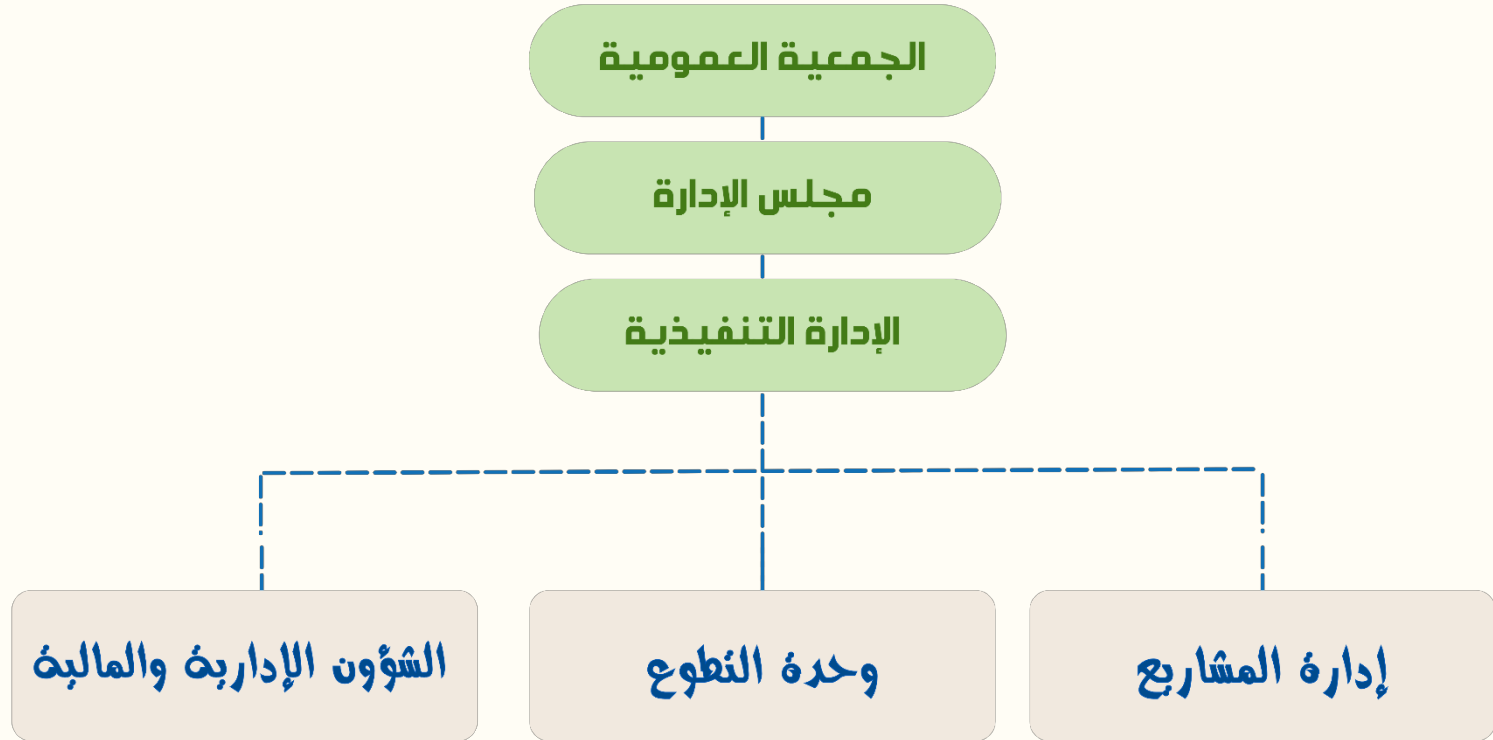 الجمعية العمومية
مجلس الإدارة
الإدارة التنفيذية
إدارة المشاريع
وحدة التطوع
الشؤون الإدارية والمالية